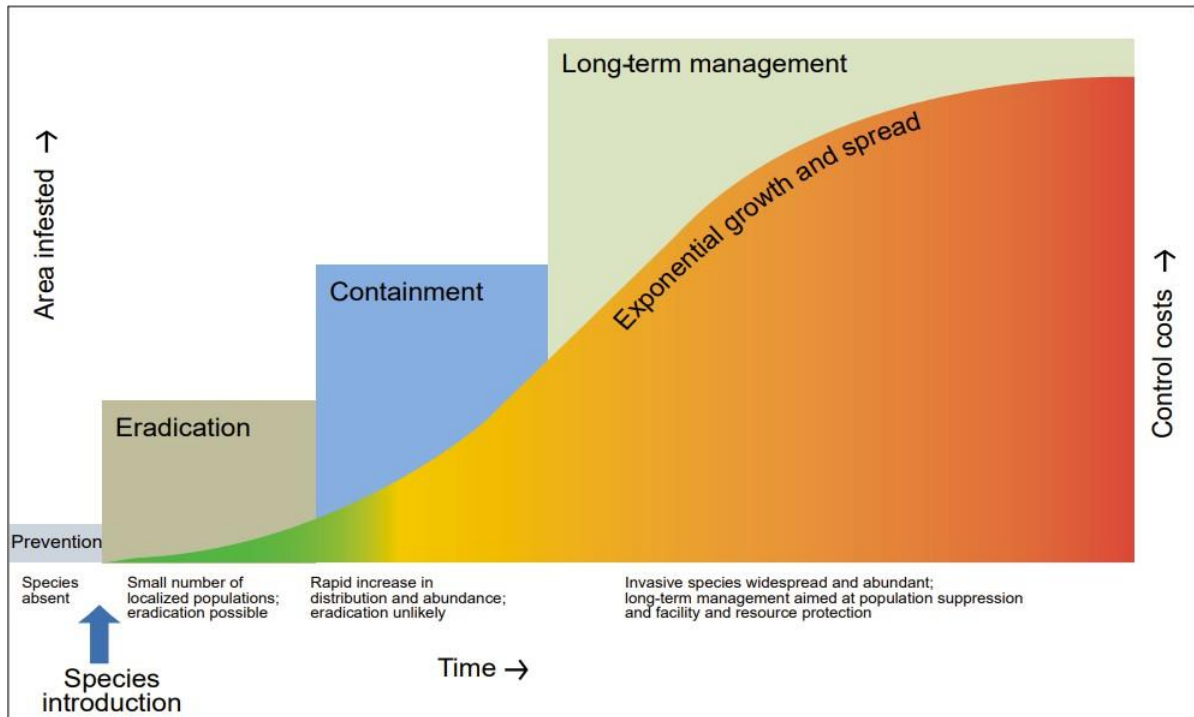 Long-term management
Area infested →
Exponential growth and spread
Containment
Control costs →
Eradication
Prevention
Species
absent
Small number of
localized populations;
eradication possible
Rapid increase in
distribution and abundance;
eradication unlikely
Invasive species widespread and abundant;
long-term management aimed at population suppression
and facility and resource protection
Time →
Species
introduction